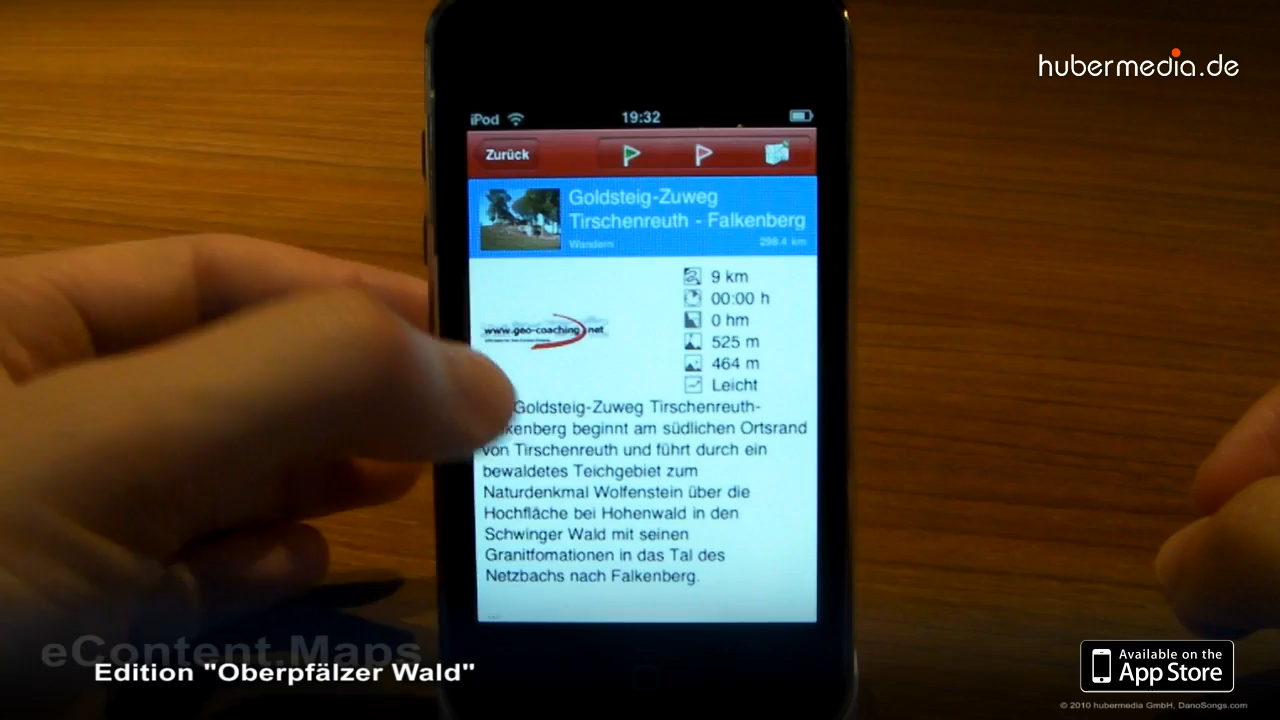 hubermedia.de
iPod
19:32
Zurück
Goldsteig-Zuweg
Tirschenreuth - Falkenberg
Wandern
298.4 km
9 km
00:00 h
0 hm
www.geo-coaching.net
525 m
464 m
Leicht
Goldsteig-Zuweg Tirschenreuth-
kenberg beginnt am südlichen Ortsrand
von Tirschenreuth und führt durch ein
bewaldetes Teichgebiet zum
Naturdenkmal Wolfenstein über die
Hochfläche bei Hohenwald in den
Schwinger Wald mit seinen
Granitfomationen in das Tal des
Netzbachs nach Falkenberg.
eContent.Maps
Edition "Oberpfälzer Wald"
Available on the
App Store
© 2010 hubermedia GmbH, DanoSongs.com